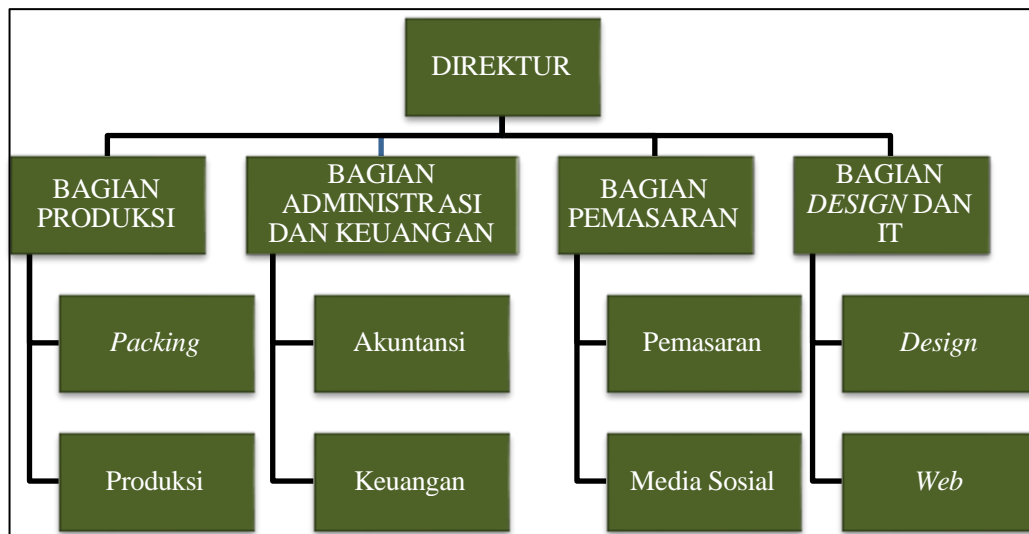 DIREKTUR
BAGIAN
PRODUKSI
BAGIAN
ADMINISTRASI
DAN KEUANGAN
BAGIAN
PEMASARAN
BAGIAN
DESIGN DAN
IT
Packing
Akuntansi
Pemasaran
Design
Produksi
Keuangan
Media Sosial
Web